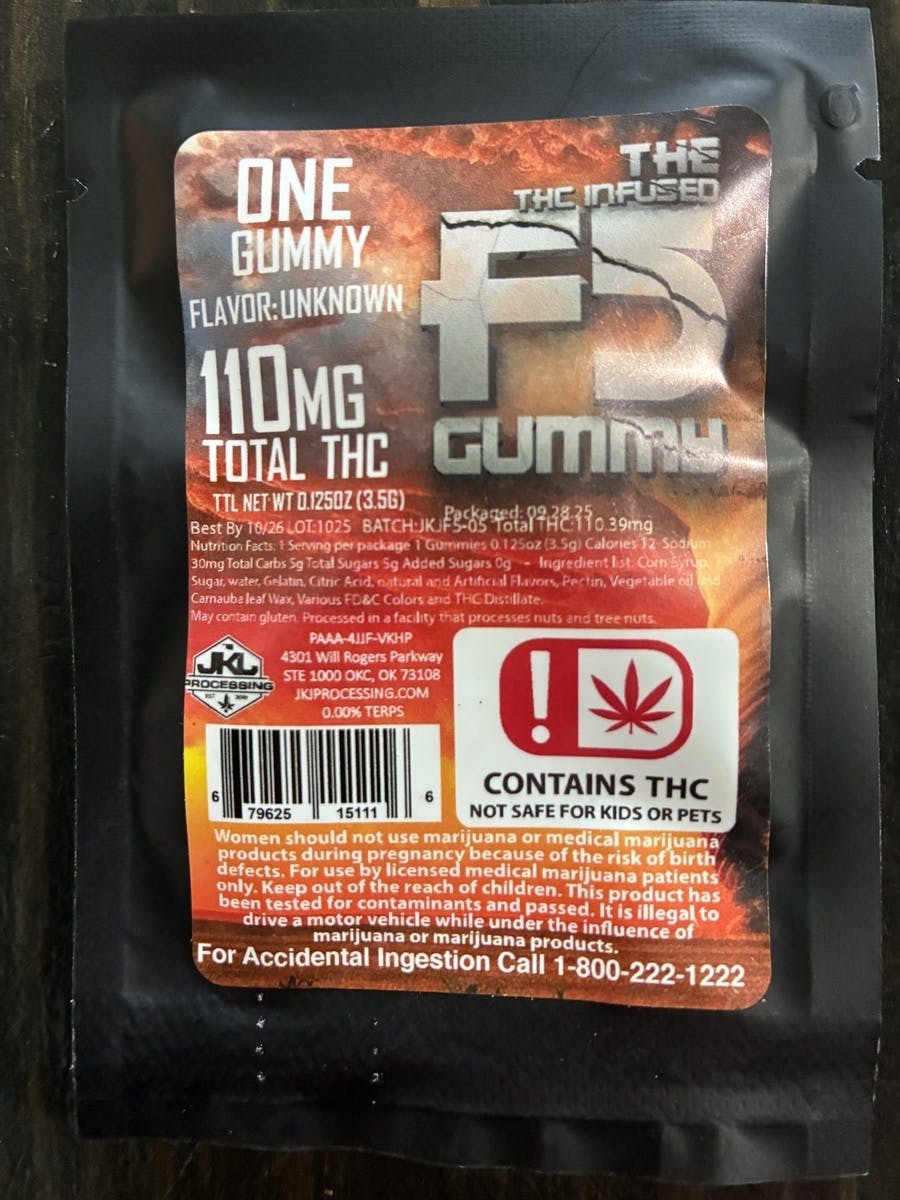 ONE
GUMMY
FLAVOR:UNKNOWN
110MG
TOTAL THC
TTL NET WT 0.125OZ (3.5G)
THE
THC INFUSED
F5
GUMMY
Packaged: 09.28.25
Best By 10/26 LOT:1025 BATCH:JKJF5-05 Total THC:110.39mg
Nutrition Facts: 1 Serving per package 1 Gummies 0.125oz (3.5g) Calories 12 Sodium
30mg Total Carbs 5g Total Sugars 5g Added Sugars 0g Ingredient list: Corn Syrup,
Sugar, water, Gelatin, Citric Acid, natural and Artificial Flavors, Pectin, Vegetable oil and
Carnauba leaf Wax, Various FD&C Colors and THC Distillate.
May contain gluten. Processed in a facility that processes nuts and tree nuts.
JKJ
PROCESSING
EST
PAAA-4JJF-VKHP
4301 Will Rogers Parkway
STE 1000 OKC, OK 73108
JKJPROCESSING.COM
0.00% TERPS
6 79625 15111 6
CONTAINS THC
NOT SAFE FOR KIDS OR PETS
Women should not use marijuana or medical marijuana
products during pregnancy because of the risk of birth
defects. For use by licensed medical marijuana patients
only. Keep out of the reach of children. This product has
been tested for contaminants and passed. It is illegal to
drive a motor vehicle while under the influence of
marijuana or marijuana products.
For Accidental Ingestion Call 1-800-222-1222